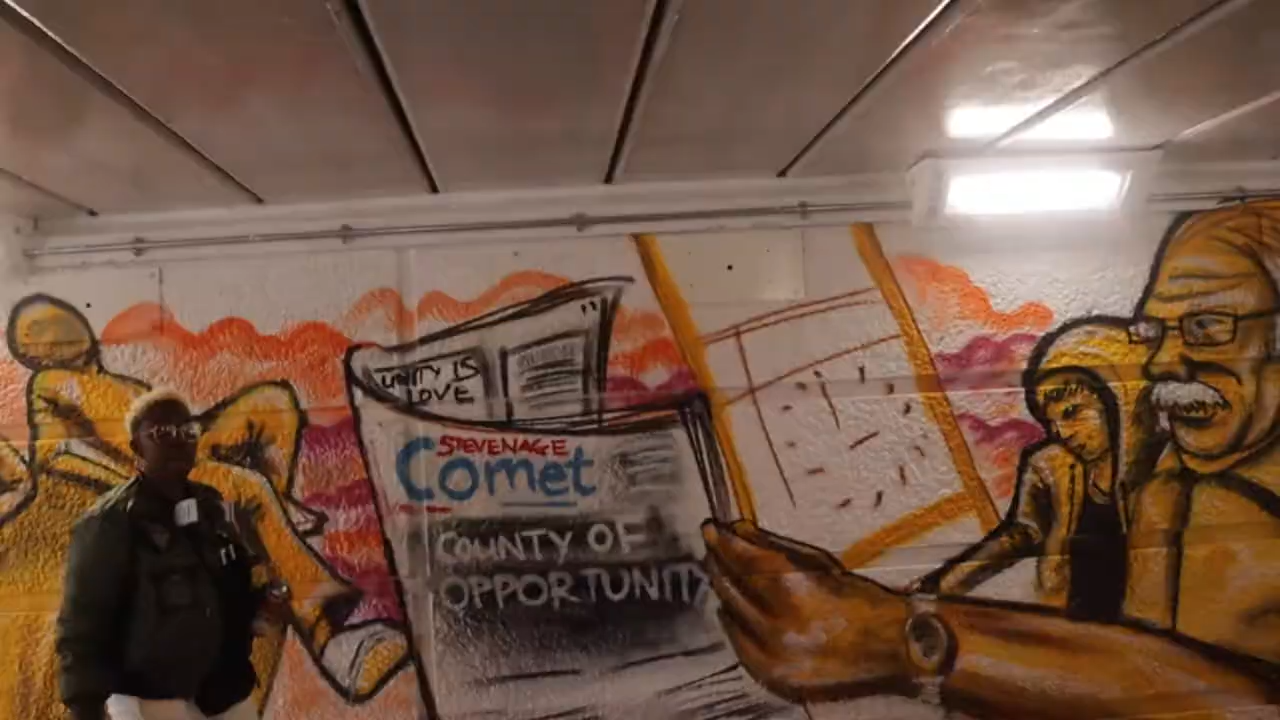 UNITY IS
LOVE
STEVENAGE
Comet
COUNTY OF
OPPORTUNITY